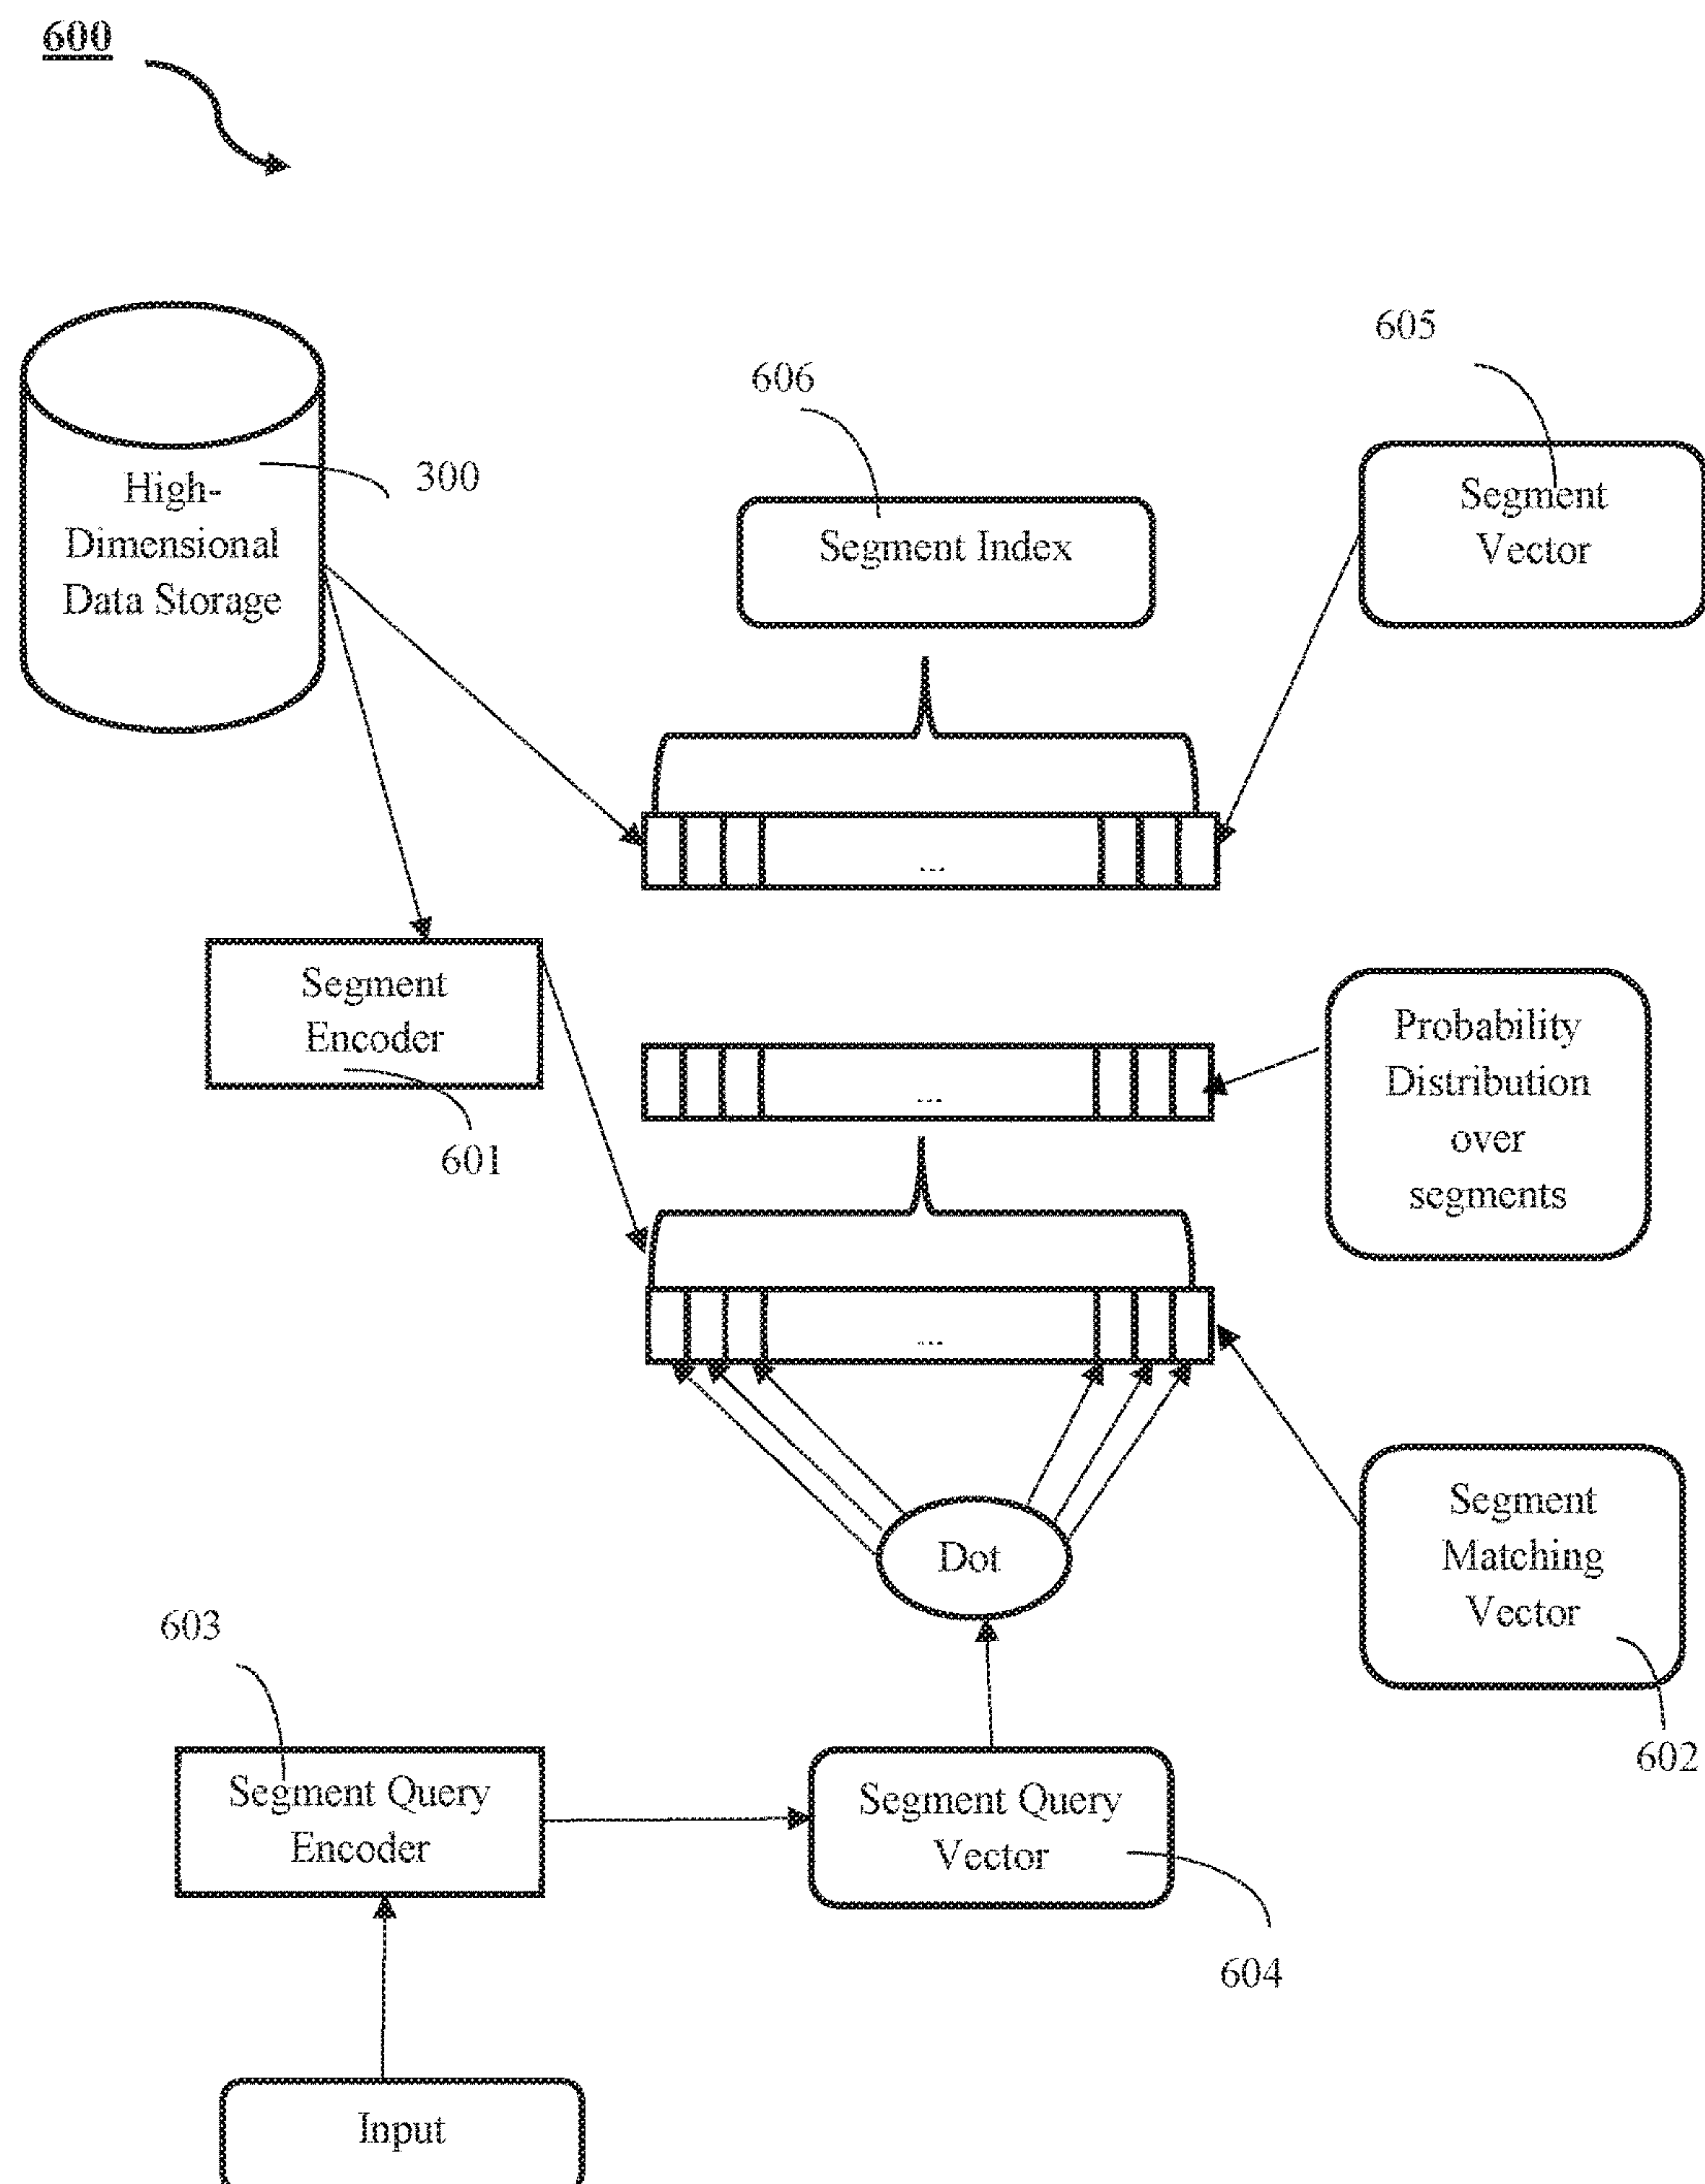 600
605
606
300
High-
Dimensional
Data Storage
Segment Index
Segment
Vector
...
Segment
Encoder
601
...
Probability
Distribution
over
segments
...
Dot
Segment
Matching
Vector
602
603
Segment Query
Encoder
Segment Query
Vector
604
Input